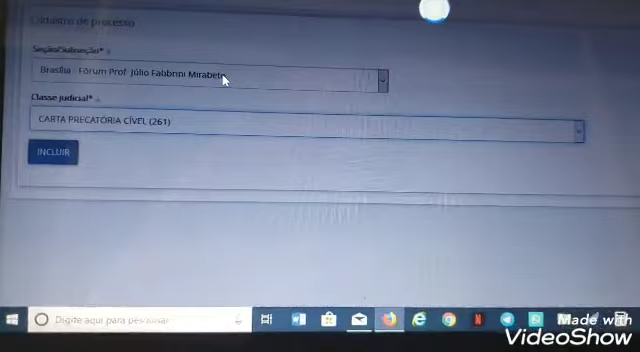 Cadastro de processo
Seção/Subseção*
Brasília - Fórum Prof. Júlio Fabbrini Mirabete
Classe judicial*
CARTA PRECATÓRIA CÍVEL (261)
INCLUIR
Digite aqui para pesquisar
Made with
VideoShow